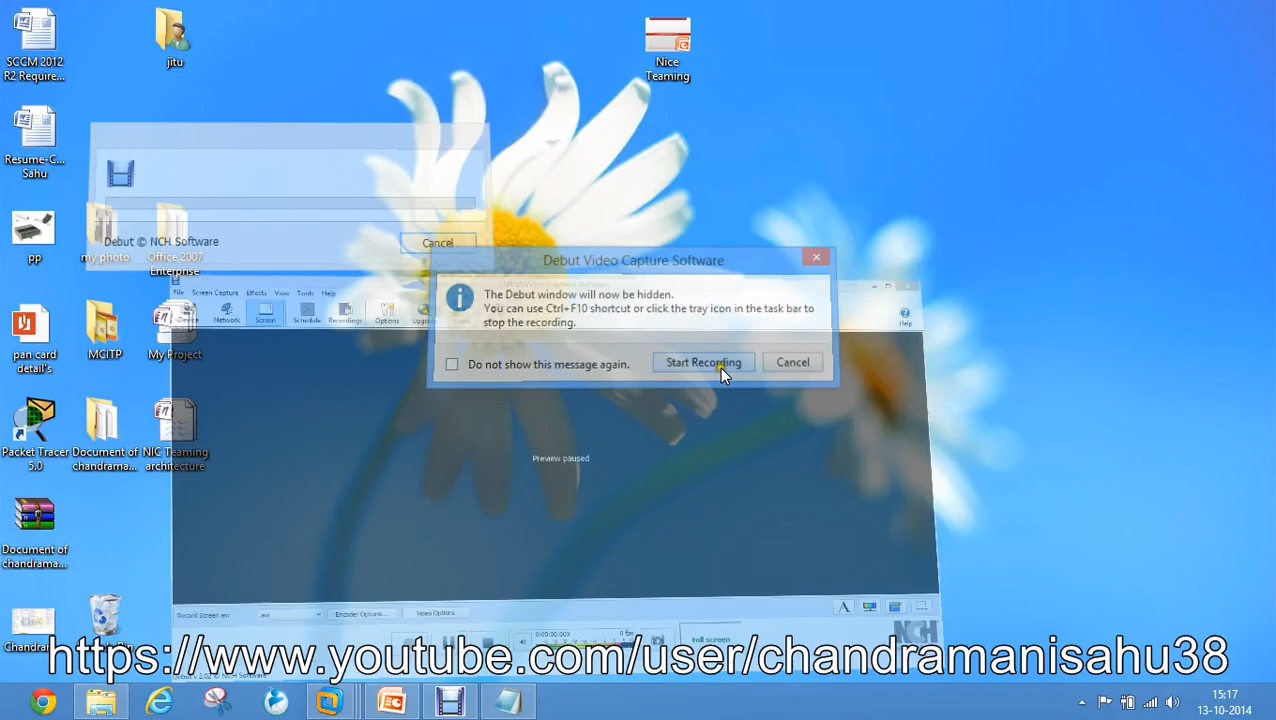 SCCM 2012
R2 Require...
jitu
Nice
Teaming
Resume-C...
Sahu
pp
my photo
Office 2007
Enterprise
Debut © NCH Software
Cancel
Debut Video Capture Software
The Debut window will now be hidden.
You can use Ctrl+F10 shortcut or click the tray icon in the task bar to
stop the recording.
Do not show this message again.
Start Recording
Cancel
File Screen Capture Effects View Tools Help
Device Network Screen Schedule Recordings Options
Help
pan card
detail's
MGITP
My Project
Packet Tracer
5.0
Document of
chandrama...
NIC Teaming
architecture
Preview paused
Document of
chandrama...
Record Screen as:
.avi
Encoder Options...
Video Options
A
0:00:00.003
0 fps
Full screen
NCH
https://www.youtube.com/user/chandramanisahu38
15:17
13-10-2014